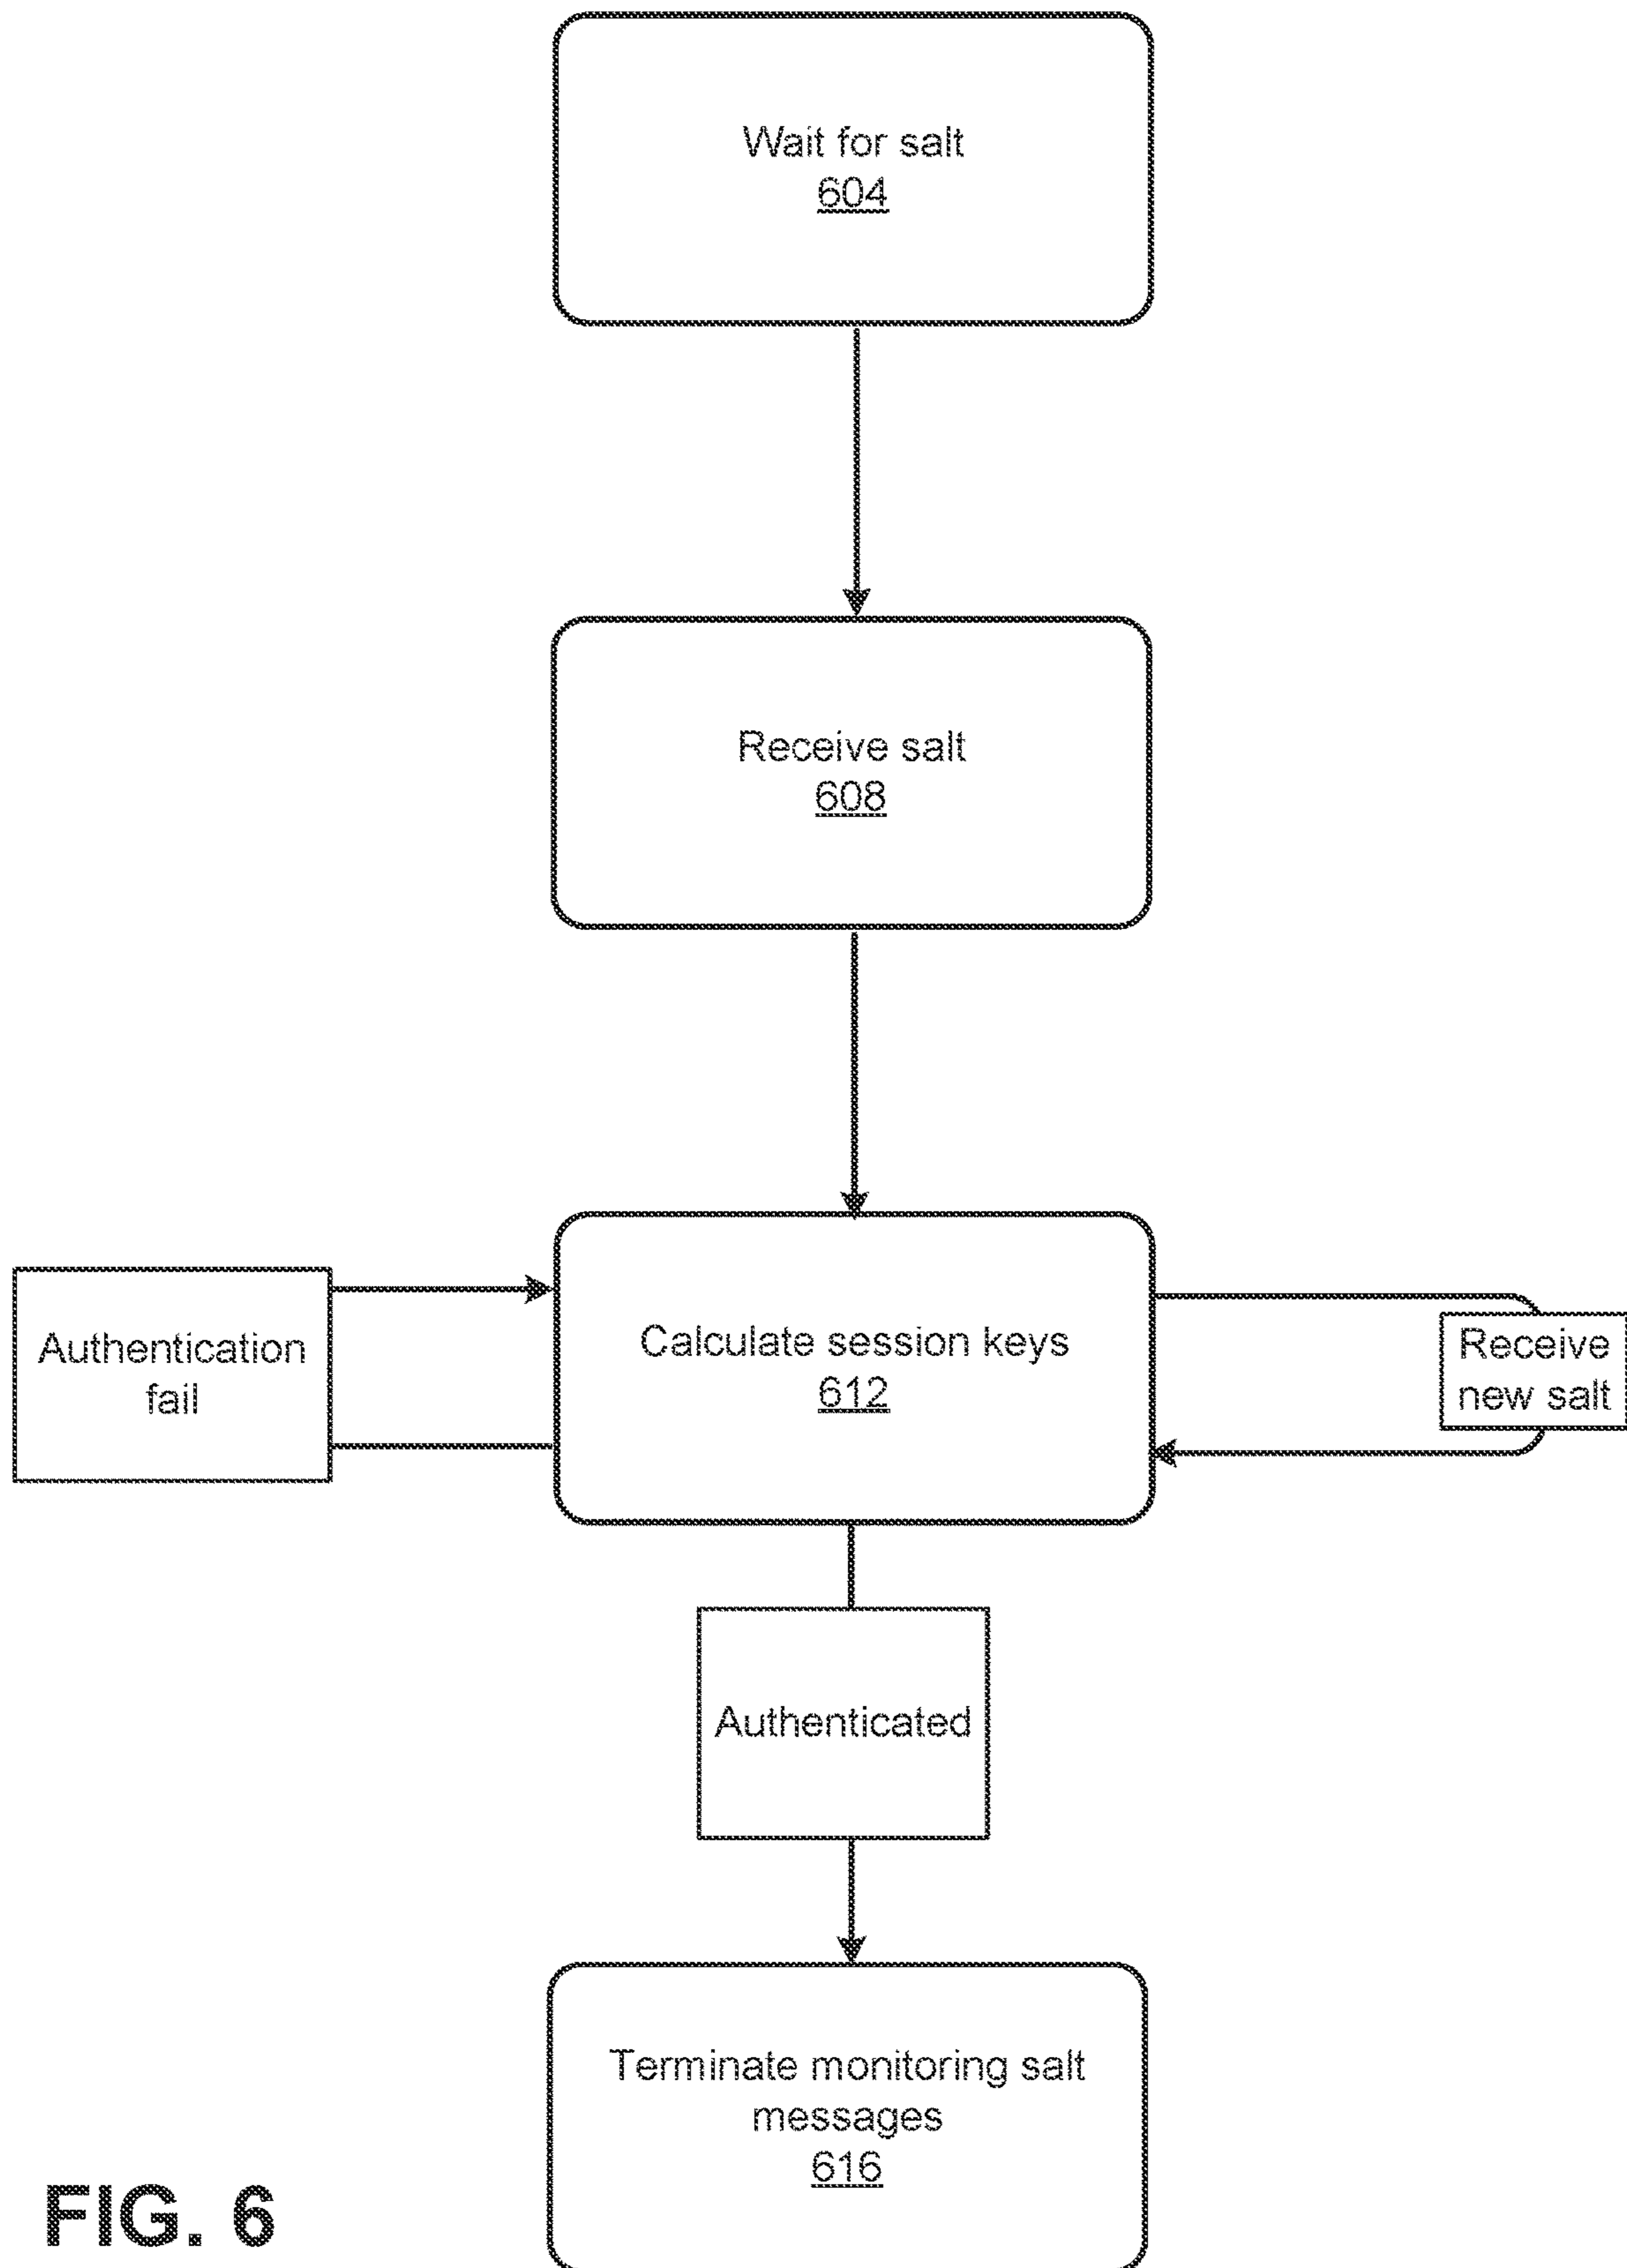 Wait for salt
604
Receive salt
608
Authentication
fail
Calculate session keys
612
Receive
new salt
Authenticated
Terminate monitoring salt
messages
616
FIG. 6